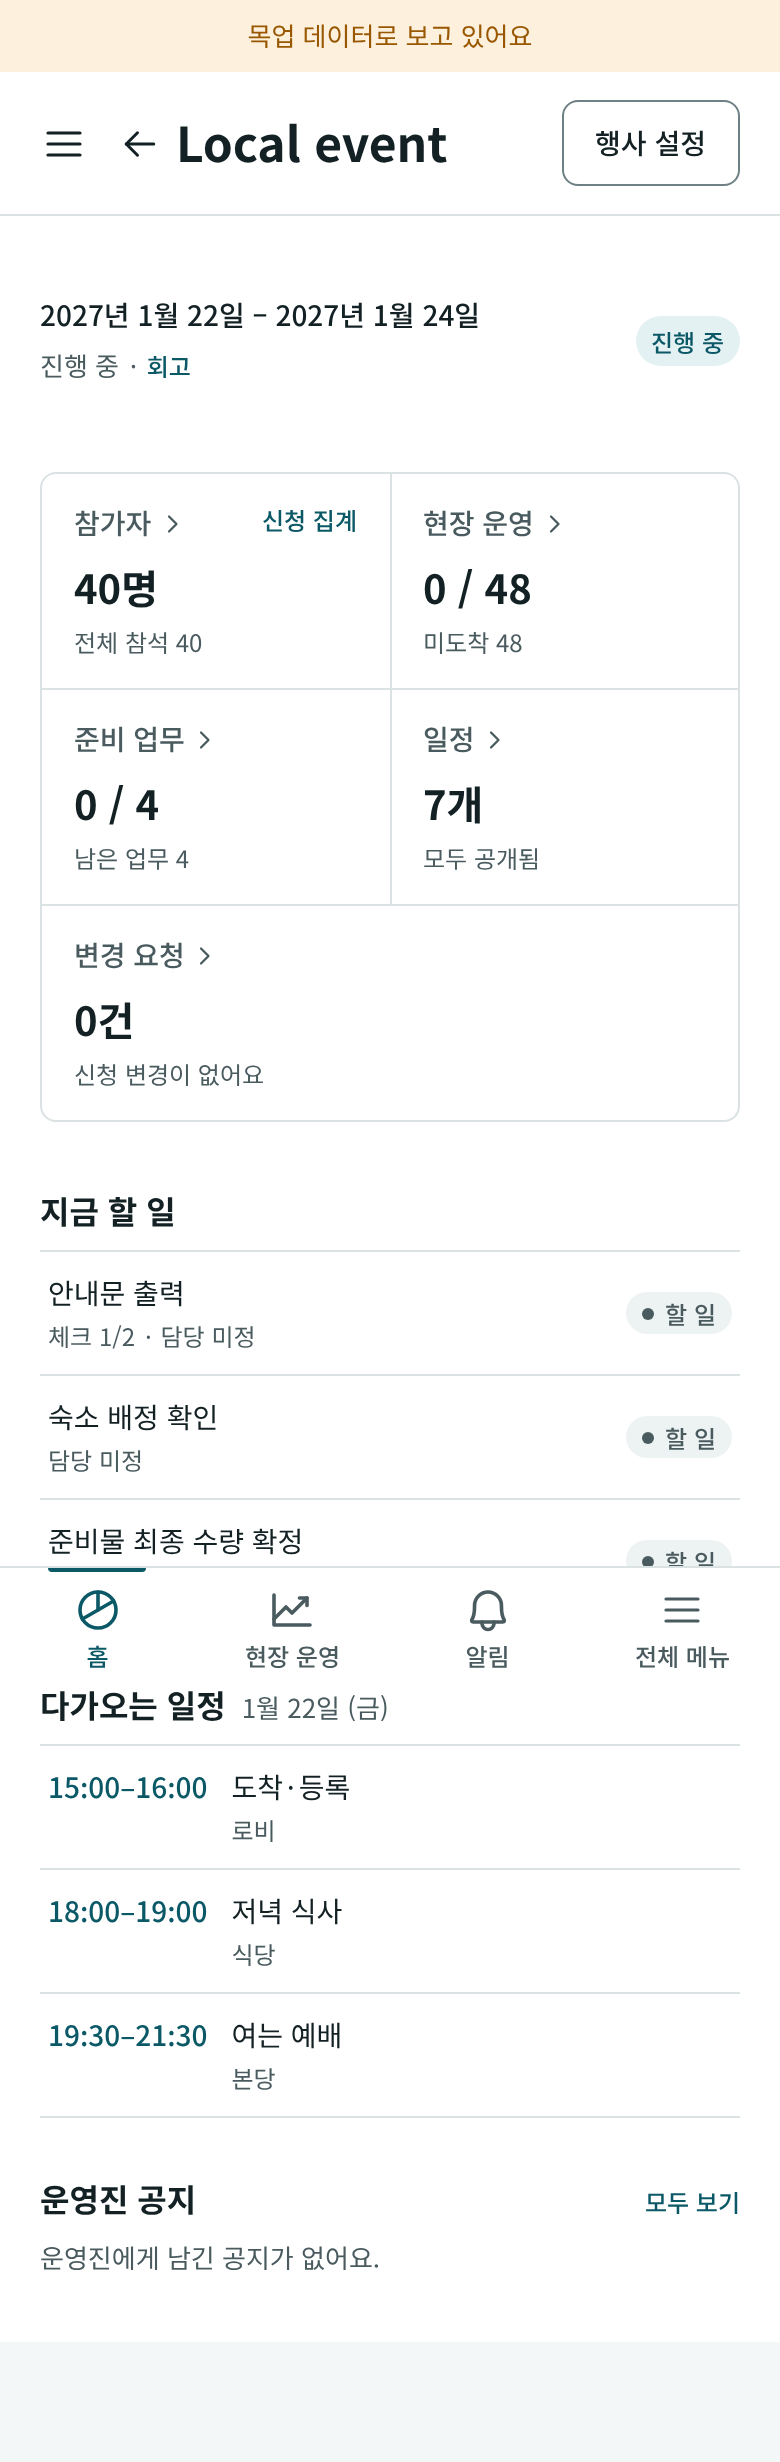 목업 데이터로 보고 있어요
Local event
행사 설정
2027년 1월 22일 – 2027년 1월 24일
진행 중 · 회고
진행 중
참가자
신청 집계
40명
전체 참석 40
현장 운영
0 / 48
미도착 48
준비 업무
0 / 4
남은 업무 4
일정
7개
모두 공개됨
변경 요청
0건
신청 변경이 없어요
지금 할 일
안내문 출력
체크 1/2 · 담당 미정
할 일
숙소 배정 확인
담당 미정
할 일
준비물 최종 수량 확정
할 일
홈
현장 운영
알림
전체 메뉴
다가오는 일정 1월 22일 (금)
15:00–16:00 도착·등록
로비
18:00–19:00 저녁 식사
식당
19:30–21:30 여는 예배
본당
운영진 공지
모두 보기
운영진에게 남긴 공지가 없어요.